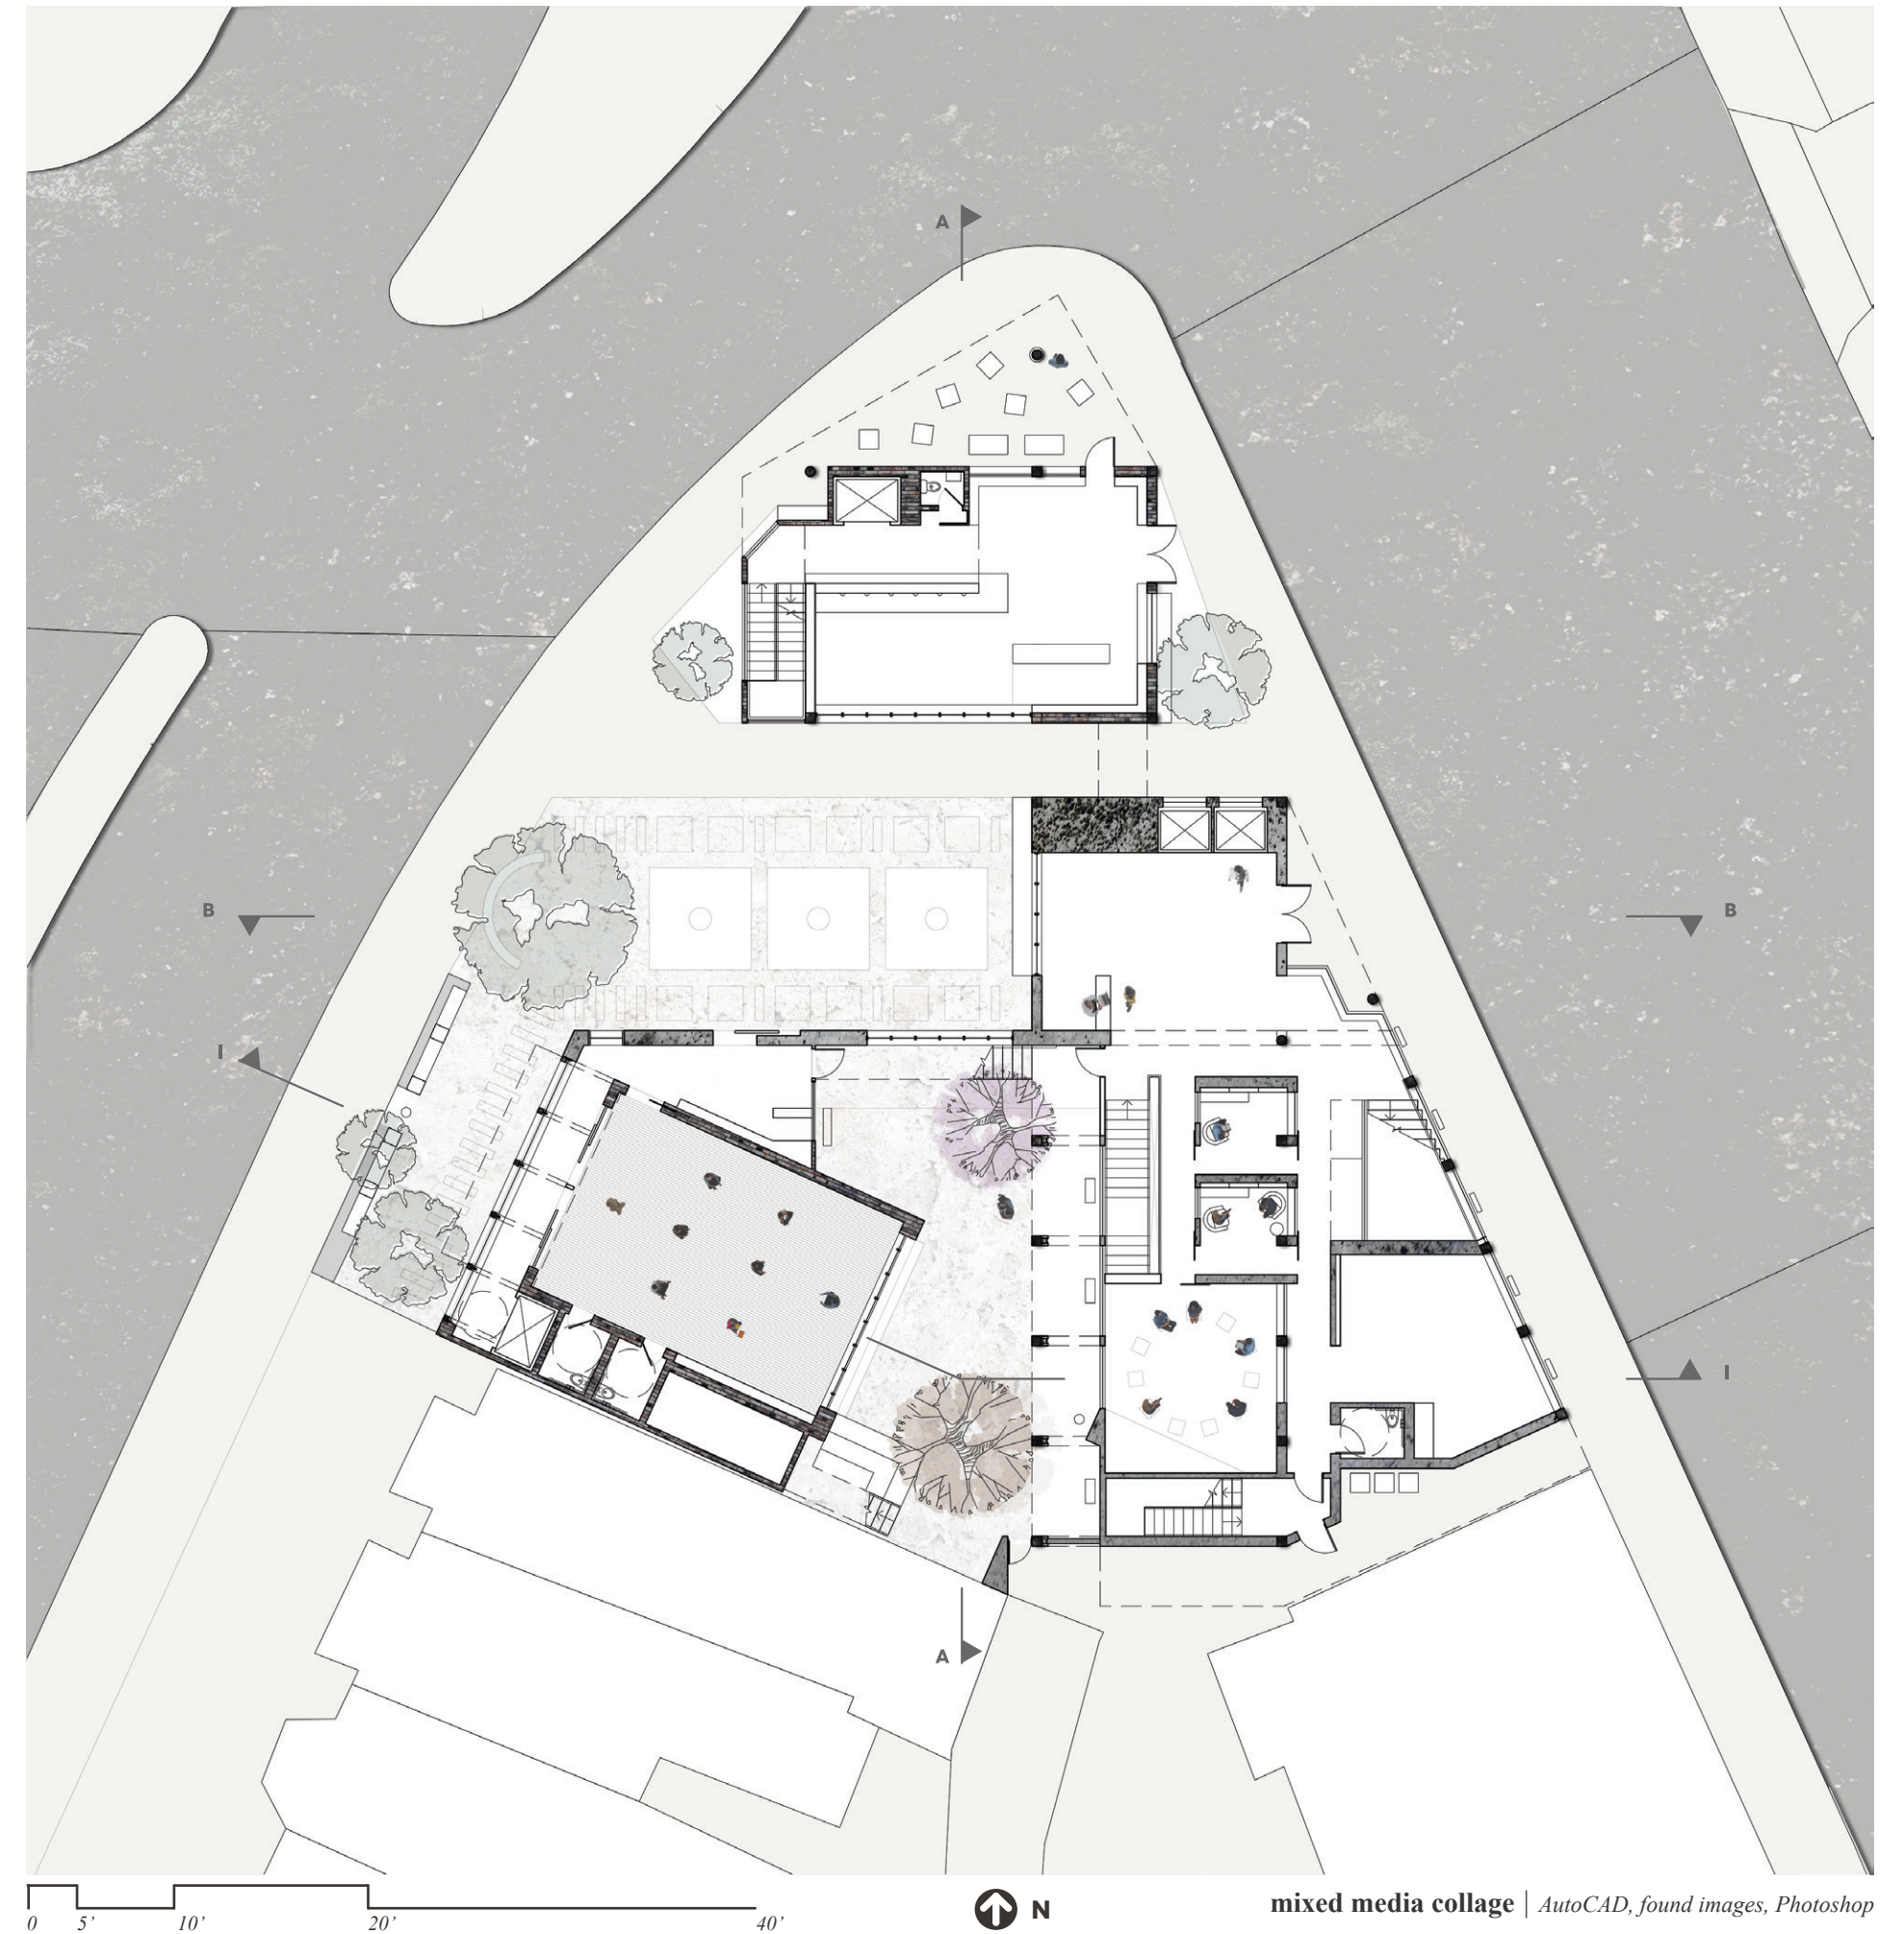 A
B
B
I
I
A
0 5’ 10’ 20’ 40’
N
mixed media collage | AutoCAD, found images, Photoshop